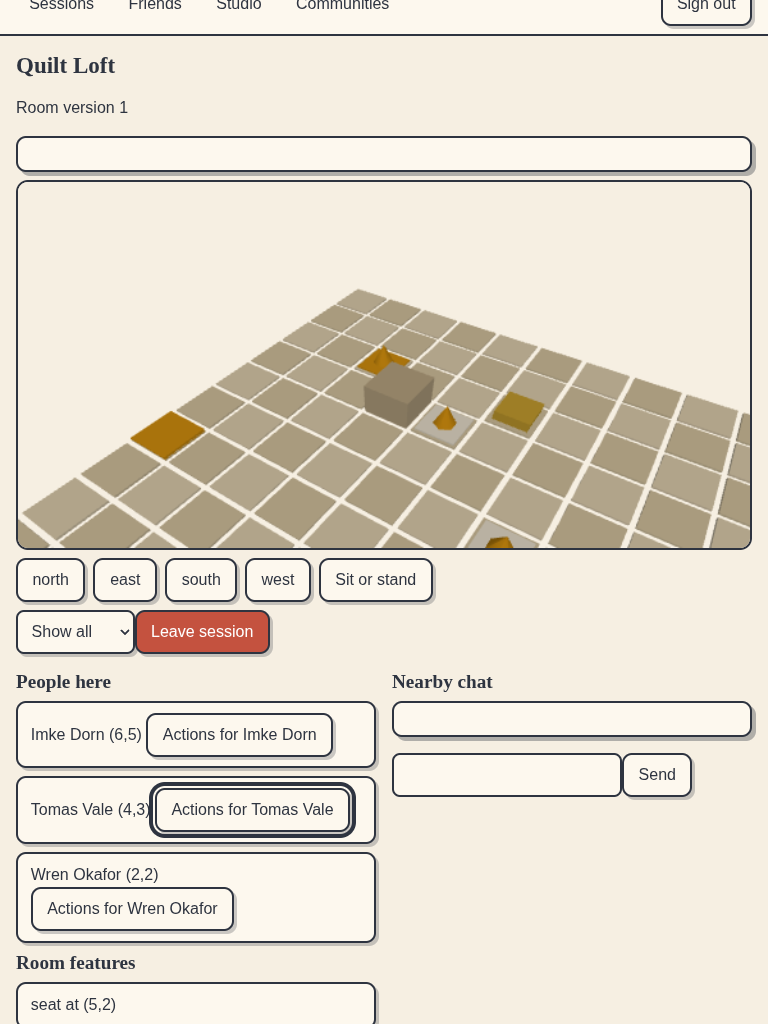 Sessions Friends Studio Communities Sign out
Quilt Loft
Room version 1
north east south west Sit or stand
Show all Leave session
People here
Imke Dorn (6,5) Actions for Imke Dorn
Tomas Vale (4,3) Actions for Tomas Vale
Wren Okafor (2,2)
Actions for Wren Okafor
Room features
seat at (5,2)
Nearby chat
Send